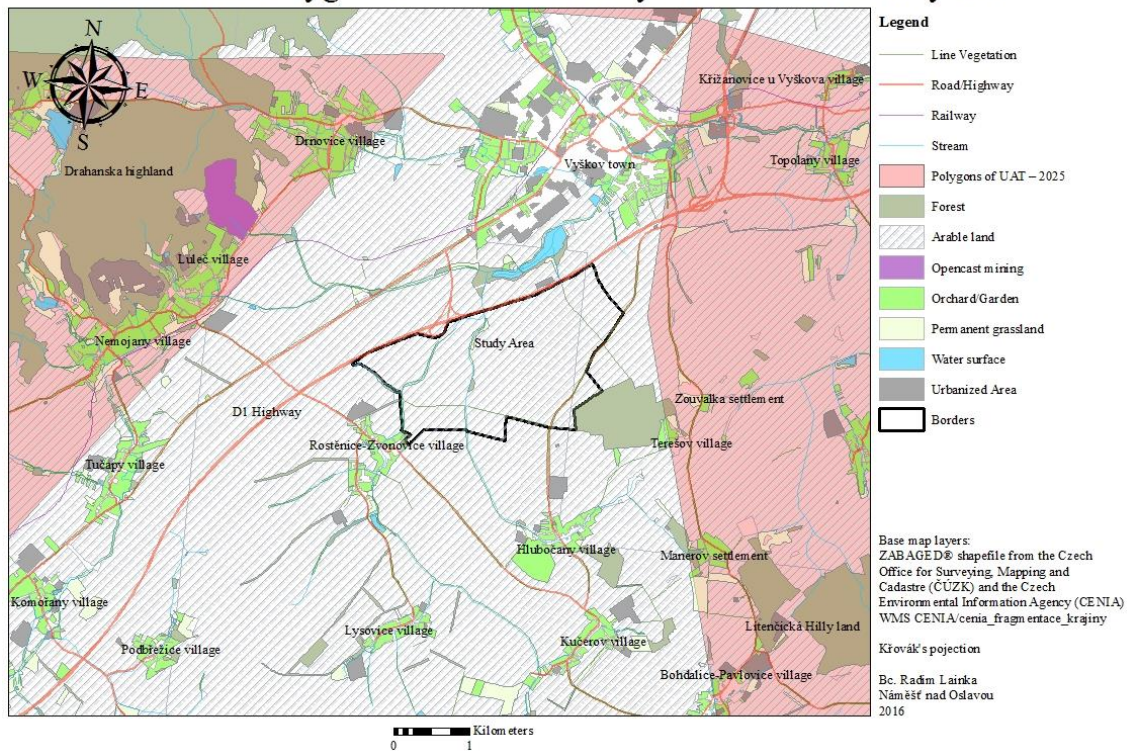 N
W
E
S
Drnovice village
Drahanska highland
Luleč village
Nemojany village
Vyškov town
Křižanovice u Vyškova village
Topolany village
Study Area
D1 Highway
Zouvalka settlement
Terešov village
Rostěnice-Zvonovice village
Tučapy village
Hlubočany village
Manerov settlement
Komořany village
Podbřežice village
Lysovice village
Kučerov village
Litenčická Hilly land
Bohdalice-Pavlovice village
Legend
Line Vegetation
Road/Highway
Railway
Stream
Polygons of UAT – 2025
Forest
Arable land
Opencast mining
Orchard/Garden
Permanent grassland
Water surface
Urbanized Area
Borders
Base map layers:
ZABAGED® shapefile from the Czech
Office for Surveying, Mapping and
Cadastre (ČÚZK) and the Czech
Environmental Information Agency (CENIA)
WMS CENIA/cenia_fragmentace_krajiny
Křovák's pojection
Bc. Radim Lainka
Náměšť nad Oslavou
2016
Kilometers
0 1